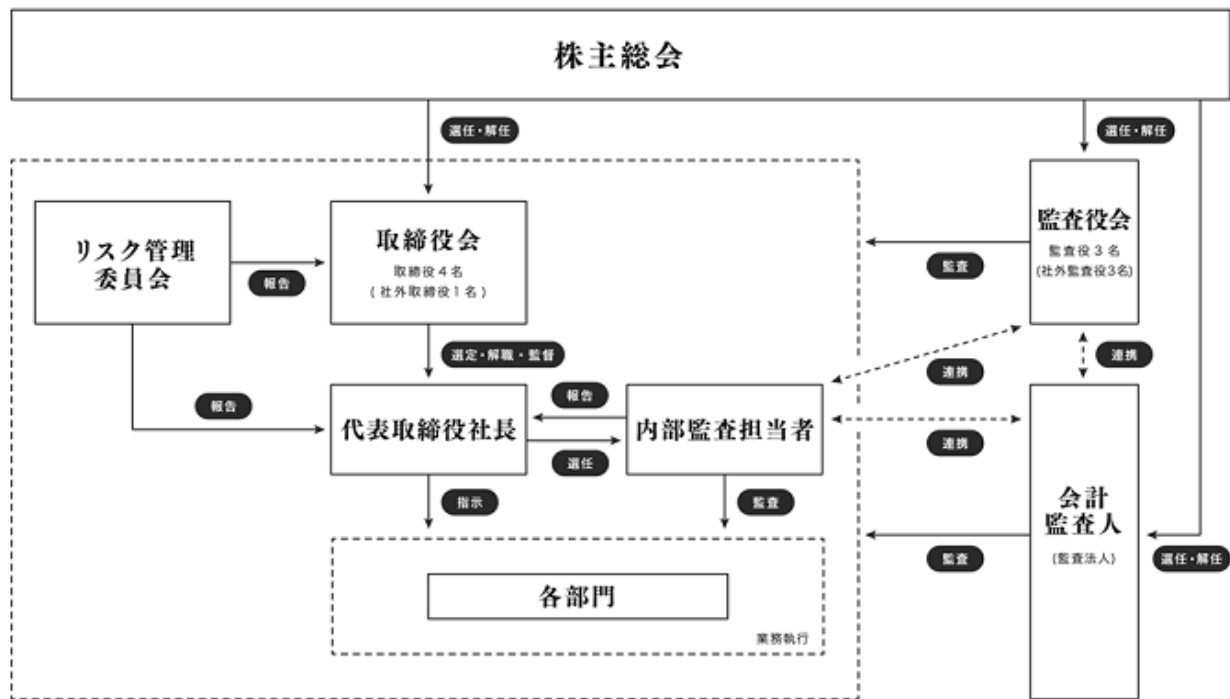 株主総会
選任・解任
選任・解任
リスク管理
委員会
報告
取締役会
取締役4名
(社外取締役1名)
監査役会
監査役3名
(社外監査役3名)
監査
選定・解職・監督
連携
連携
報告
代表取締役社長
報告
選任
内部監査担当者
連携
指示
監査
会計
監査人
(監査法人)
監査
選任・解任
各部門
業務執行